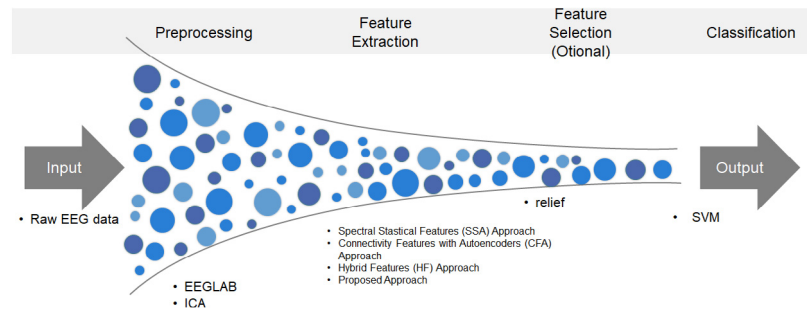 Preprocessing
Feature
Extraction
Feature
Selection
(Otional)
Classification
Input
Output
• Raw EEG data
• EEGLAB
• ICA
• Spectral Stastical Features (SSA) Approach
• Connectivity Features with Autoencoders (CFA)
Approach
• Hybrid Features (HF) Approach
• Proposed Approach
• relief
• SVM